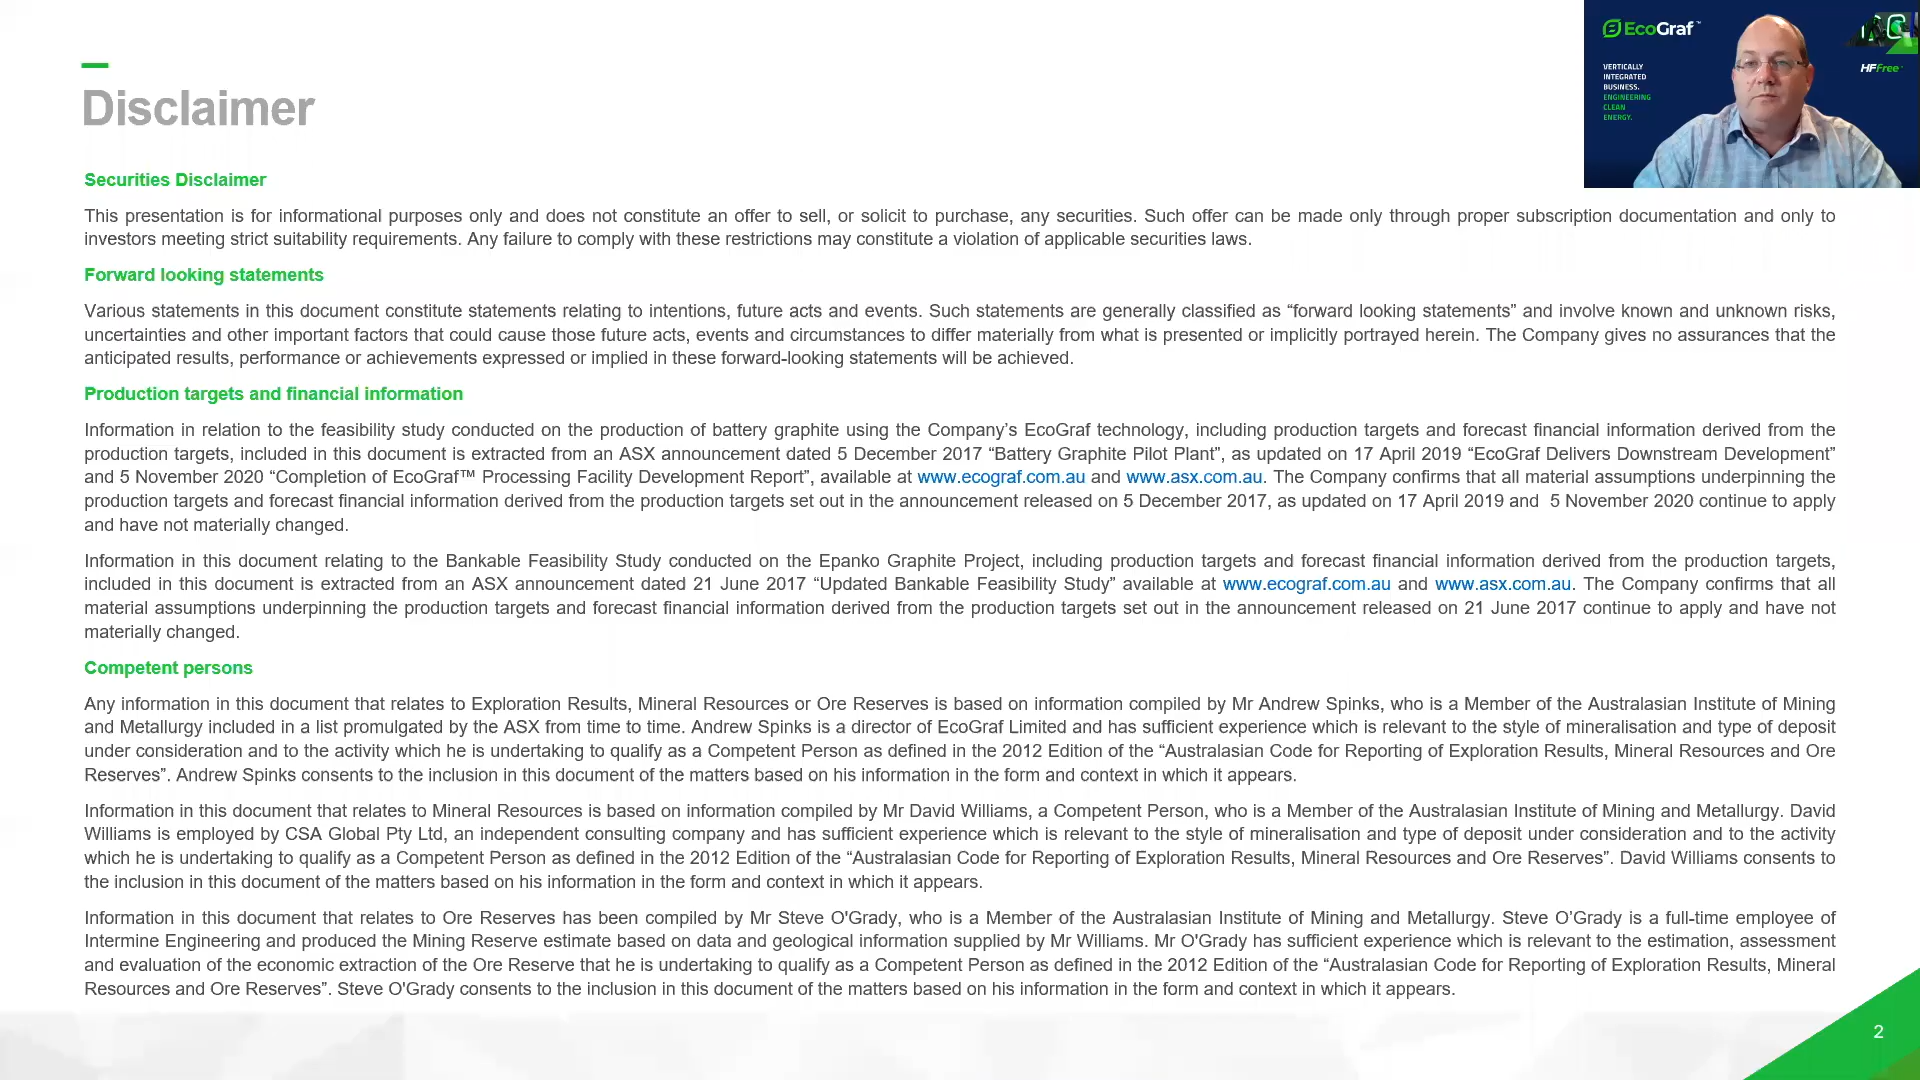 EcoGraf™
VERTICALLY
INTEGRATED
BUSINESS.
ENGINEERING
CLEAN
ENERGY.
HFFree™
Disclaimer
Securities Disclaimer
This presentation is for informational purposes only and does not constitute an offer to sell, or solicit to purchase, any securities. Such offer can be made only through proper subscription documentation and only to
investors meeting strict suitability requirements. Any failure to comply with these restrictions may constitute a violation of applicable securities laws.
Forward looking statements
Various statements in this document constitute statements relating to intentions, future acts and events. Such statements are generally classified as “forward looking statements” and involve known and unknown risks,
uncertainties and other important factors that could cause those future acts, events and circumstances to differ materially from what is presented or implicitly portrayed herein. The Company gives no assurances that the
anticipated results, performance or achievements expressed or implied in these forward-looking statements will be achieved.
Production targets and financial information
Information in relation to the feasibility study conducted on the production of battery graphite using the Company’s EcoGraf technology, including production targets and forecast financial information derived from the
production targets, included in this document is extracted from an ASX announcement dated 5 December 2017 “Battery Graphite Pilot Plant”, as updated on 17 April 2019 “EcoGraf Delivers Downstream Development”
and 5 November 2020 “Completion of EcoGraf™ Processing Facility Development Report”, available at www.ecograf.com.au and www.asx.com.au. The Company confirms that all material assumptions underpinning the
production targets and forecast financial information derived from the production targets set out in the announcement released on 5 December 2017, as updated on 17 April 2019 and 5 November 2020 continue to apply
and have not materially changed.
Information in this document relating to the Bankable Feasibility Study conducted on the Epanko Graphite Project, including production targets and forecast financial information derived from the production targets,
included in this document is extracted from an ASX announcement dated 21 June 2017 “Updated Bankable Feasibility Study” available at www.ecograf.com.au and www.asx.com.au. The Company confirms that all
material assumptions underpinning the production targets and forecast financial information derived from the production targets set out in the announcement released on 21 June 2017 continue to apply and have not
materially changed.
Competent persons
Any information in this document that relates to Exploration Results, Mineral Resources or Ore Reserves is based on information compiled by Mr Andrew Spinks, who is a Member of the Australasian Institute of Mining
and Metallurgy included in a list promulgated by the ASX from time to time. Andrew Spinks is a director of EcoGraf Limited and has sufficient experience which is relevant to the style of mineralisation and type of deposit
under consideration and to the activity which he is undertaking to qualify as a Competent Person as defined in the 2012 Edition of the “Australasian Code for Reporting of Exploration Results, Mineral Resources and Ore
Reserves”. Andrew Spinks consents to the inclusion in this document of the matters based on his information in the form and context in which it appears.
Information in this document that relates to Mineral Resources is based on information compiled by Mr David Williams, a Competent Person, who is a Member of the Australasian Institute of Mining and Metallurgy. David
Williams is employed by CSA Global Pty Ltd, an independent consulting company and has sufficient experience which is relevant to the style of mineralisation and type of deposit under consideration and to the activity
which he is undertaking to qualify as a Competent Person as defined in the 2012 Edition of the “Australasian Code for Reporting of Exploration Results, Mineral Resources and Ore Reserves”. David Williams consents to
the inclusion in this document of the matters based on his information in the form and context in which it appears.
Information in this document that relates to Ore Reserves has been compiled by Mr Steve O'Grady, who is a Member of the Australasian Institute of Mining and Metallurgy. Steve O’Grady is a full-time employee of
Intermine Engineering and produced the Mining Reserve estimate based on data and geological information supplied by Mr Williams. Mr O'Grady has sufficient experience which is relevant to the estimation, assessment
and evaluation of the economic extraction of the Ore Reserve that he is undertaking to qualify as a Competent Person as defined in the 2012 Edition of the “Australasian Code for Reporting of Exploration Results, Mineral
Resources and Ore Reserves”. Steve O'Grady consents to the inclusion in this document of the matters based on his information in the form and context in which it appears.
2